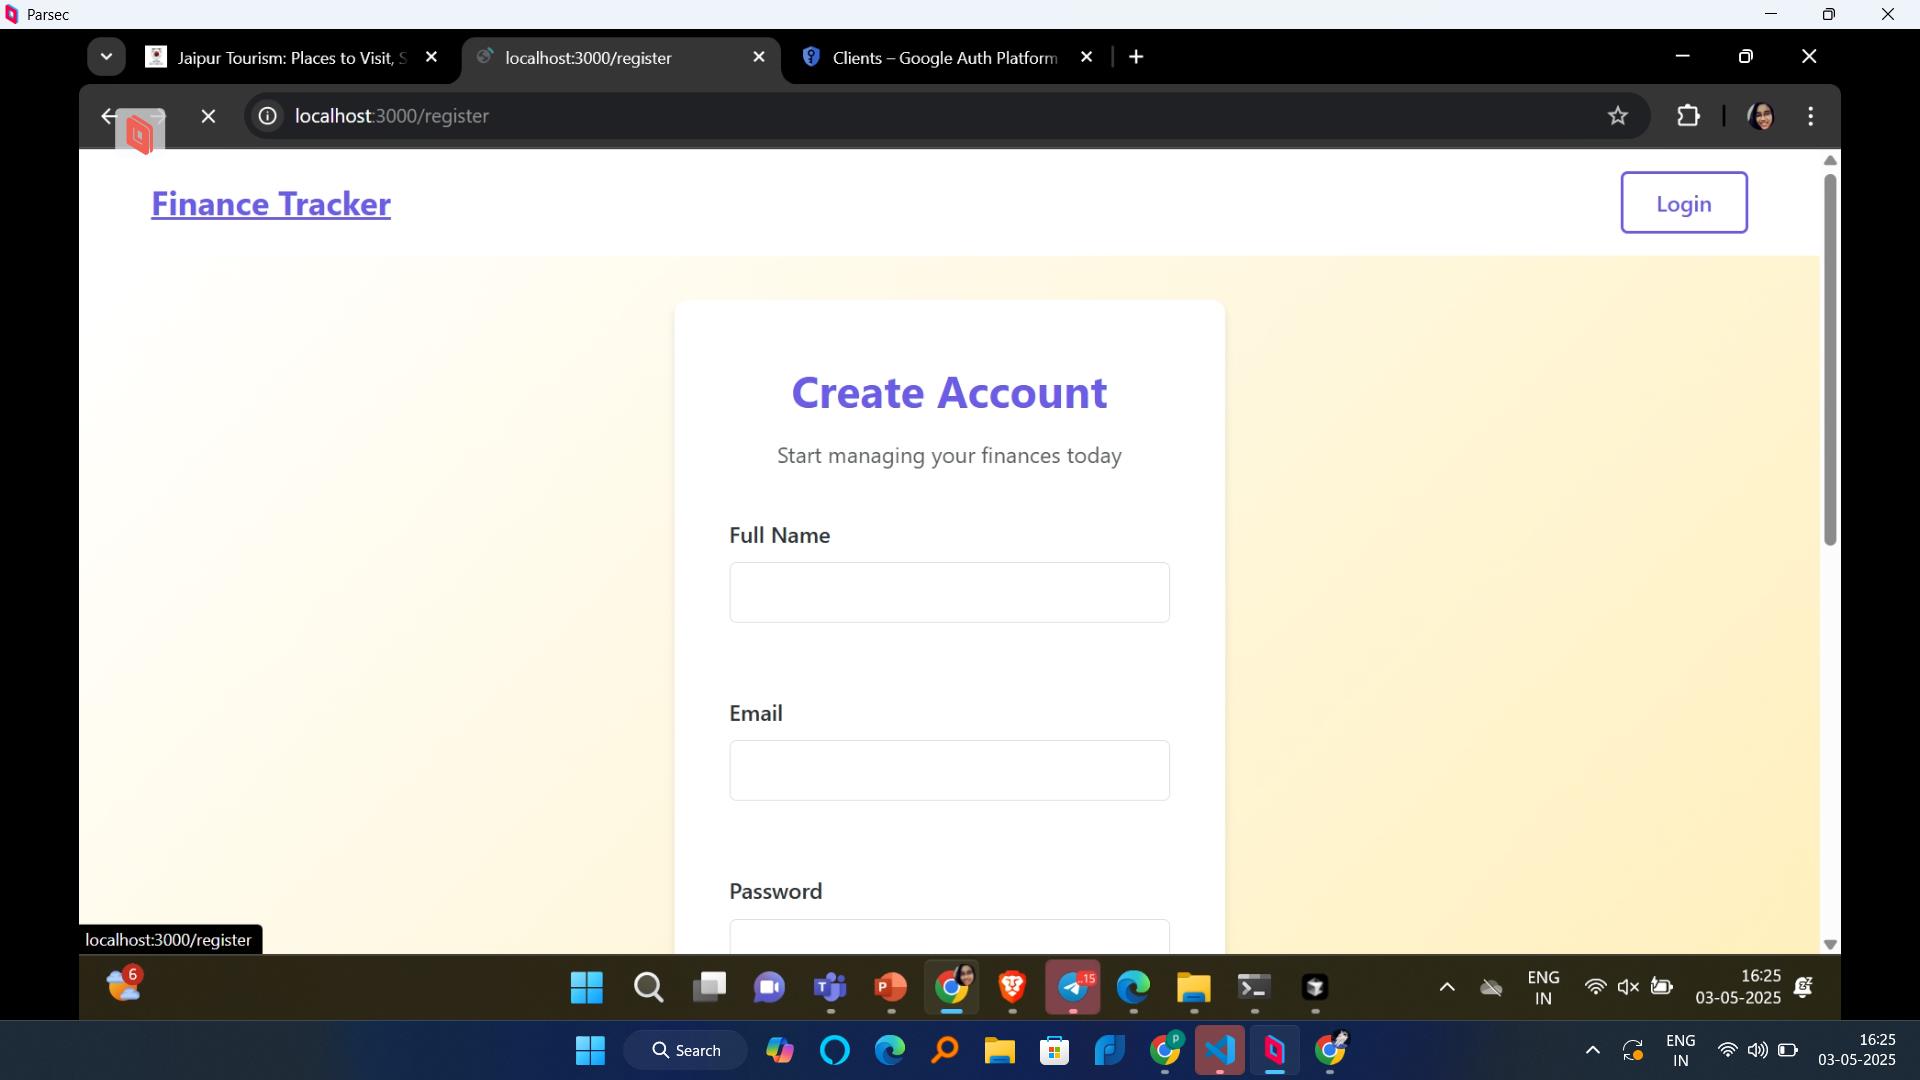 Parsec
Jaipur Tourism: Places to Visit, S
localhost:3000/register
Clients – Google Auth Platform
localhost:3000/register
Finance Tracker
Login
Create Account
Start managing your finances today
Full Name
Email
Password
localhost:3000/register
6
15
ENG
IN
16:25
03-05-2025
Search
P
ENG
IN
16:25
03-05-2025